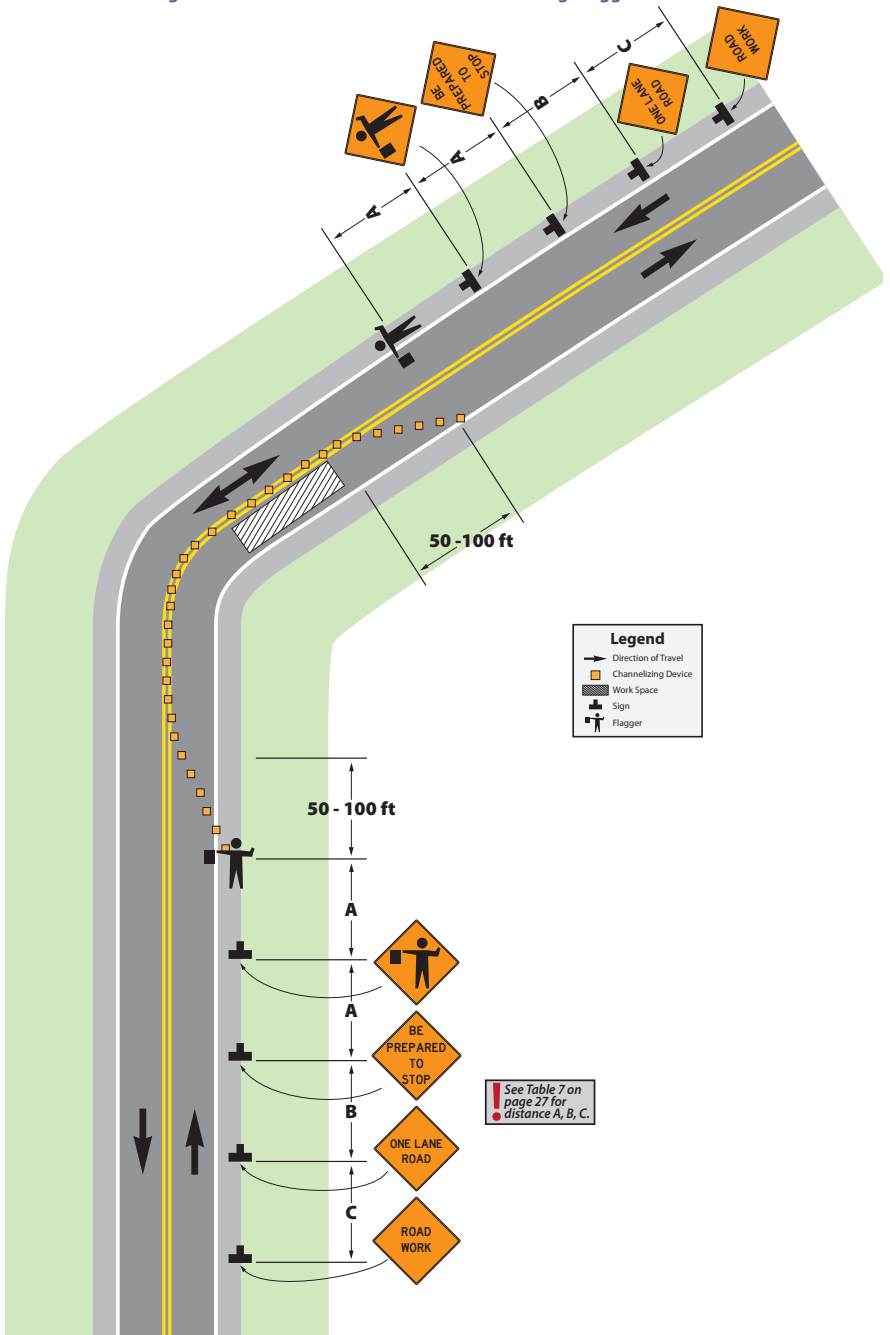 C
ROAD
WORK
BE
PREPARED
TO
STOP
B
ONE LANE
ROAD
A
A
50 -100 ft
Legend
Direction of Travel
Channelizing Device
Work Space
Sign
Flagger
50 - 100 ft
A
A
BE
PREPARED
TO
STOP
See Table 7 on
page 27 for
distance A, B, C.
B
ONE LANE
ROAD
C
ROAD
WORK